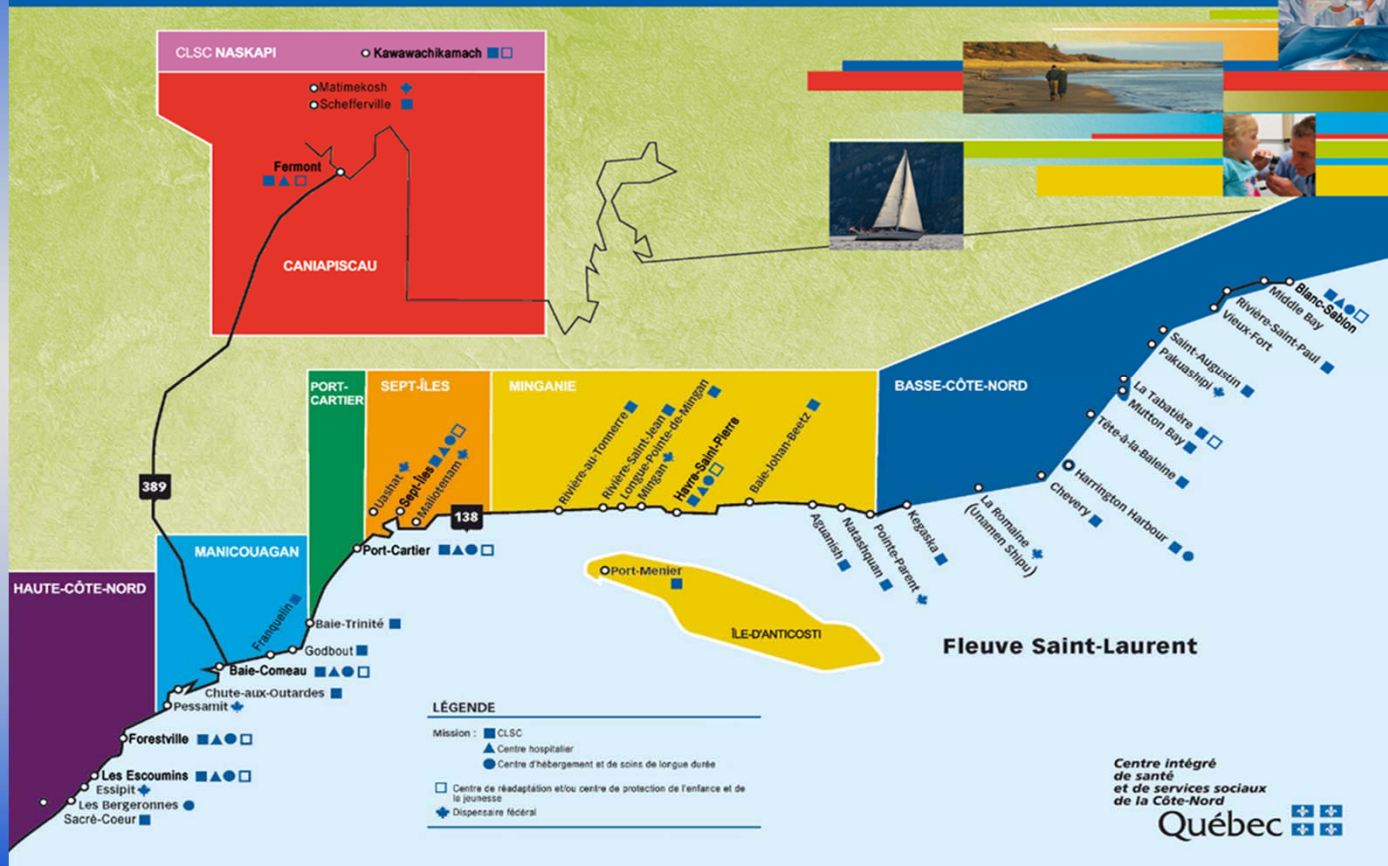 CLSC NASKAPI
Kawawachikamach
Matimekosh
Schefferville
Fermont
CANIAPISCAU
389
138
HAUTE-CÔTE-NORD
MANICOUAGAN
PORT-
CARTIER
SEPT-ÎLES
MINGANIE
BASSE-CÔTE-NORD
Sacré-Coeur
Les Bergeronnes
Essipit
Les Escoumins
Forestville
Pessamit
Chute-aux-Outardes
Baie-Comeau
Franquelin
Godbout
Baie-Trinité
Port-Cartier
Uashat
Sept-Îles
Maliotenam
Rivière-au-Tonnerre
Rivière-Saint-Jean
Longue-Pointe-de-Mingan
Mingan
Havre-Saint-Pierre
Baie-Johan-Beetz
Aguanish
Natashquan
Pointe-Parent
Kegaska
La Romaine
(Unamen Shipu)
Chevery
Harrington Harbour
Tête-à-la-Baleine
Mutton Bay
La Tabatière
Pakuashipi
Saint-Augustin
Vieux-Fort
Rivière-Saint-Paul
Middle Bay
Blanc-Sablon
Port-Menier
ÎLE-D'ANTICOSTI
Fleuve Saint-Laurent
LÉGENDE
Mission : CLSC
Centre hospitalier
Centre d'hébergement et de soins de longue durée
Centre de réadaptation et/ou centre de protection de l'enfance et de
la jeunesse
Dispensaire fédéral
Centre intégré
de santé
et de services sociaux
de la Côte-Nord
Québec